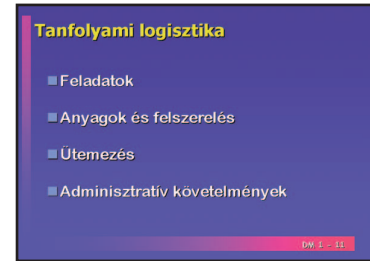 Tanfolyami logisztika
Feladatok
Anyagok és felszerelés
Ütemezés
Adminisztratív követelmények
DM 1 - 11